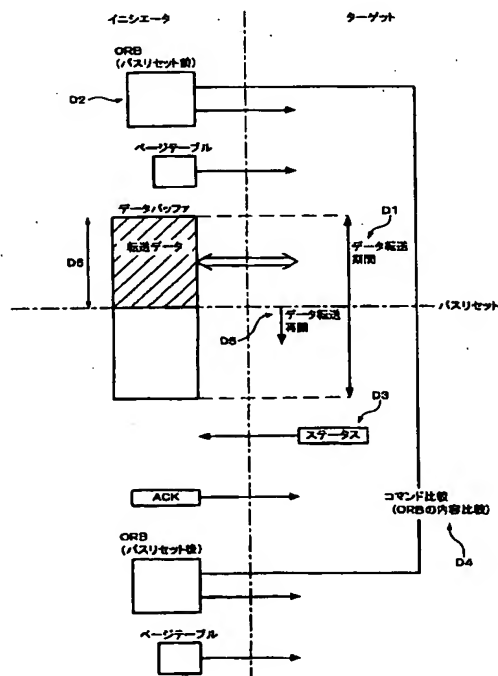 イニシエータ
ターゲット
ORB
(バスリセット前)
D2
ページテーブル
データバッファ
転送データ
D6
D1
データ転送
期間
バスリセット
D5
データ転送
再開
D3
ステータス
ACK
コマンド比較
(ORBの内容比較)
D4
ORB
(バスリセット後)
ページテーブル